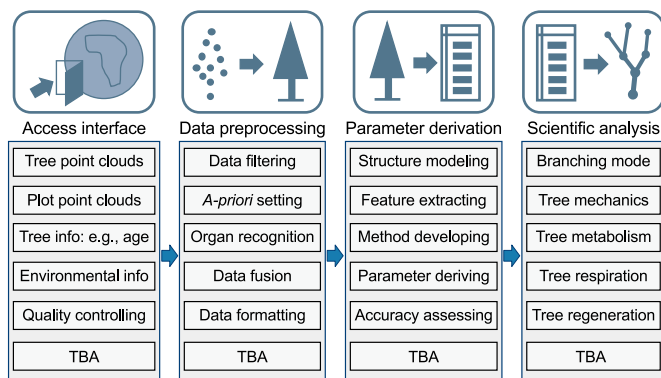 Access interface
Tree point clouds
Plot point clouds
Tree info: e.g., age
Environmental info
Quality controlling
TBA
Data preprocessing
Data filtering
A-priori setting
Organ recognition
Data fusion
Data formatting
TBA
Parameter derivation
Structure modeling
Feature extracting
Method developing
Parameter deriving
Accuracy assessing
TBA
Scientific analysis
Branching mode
Tree mechanics
Tree metabolism
Tree respiration
Tree regeneration
TBA